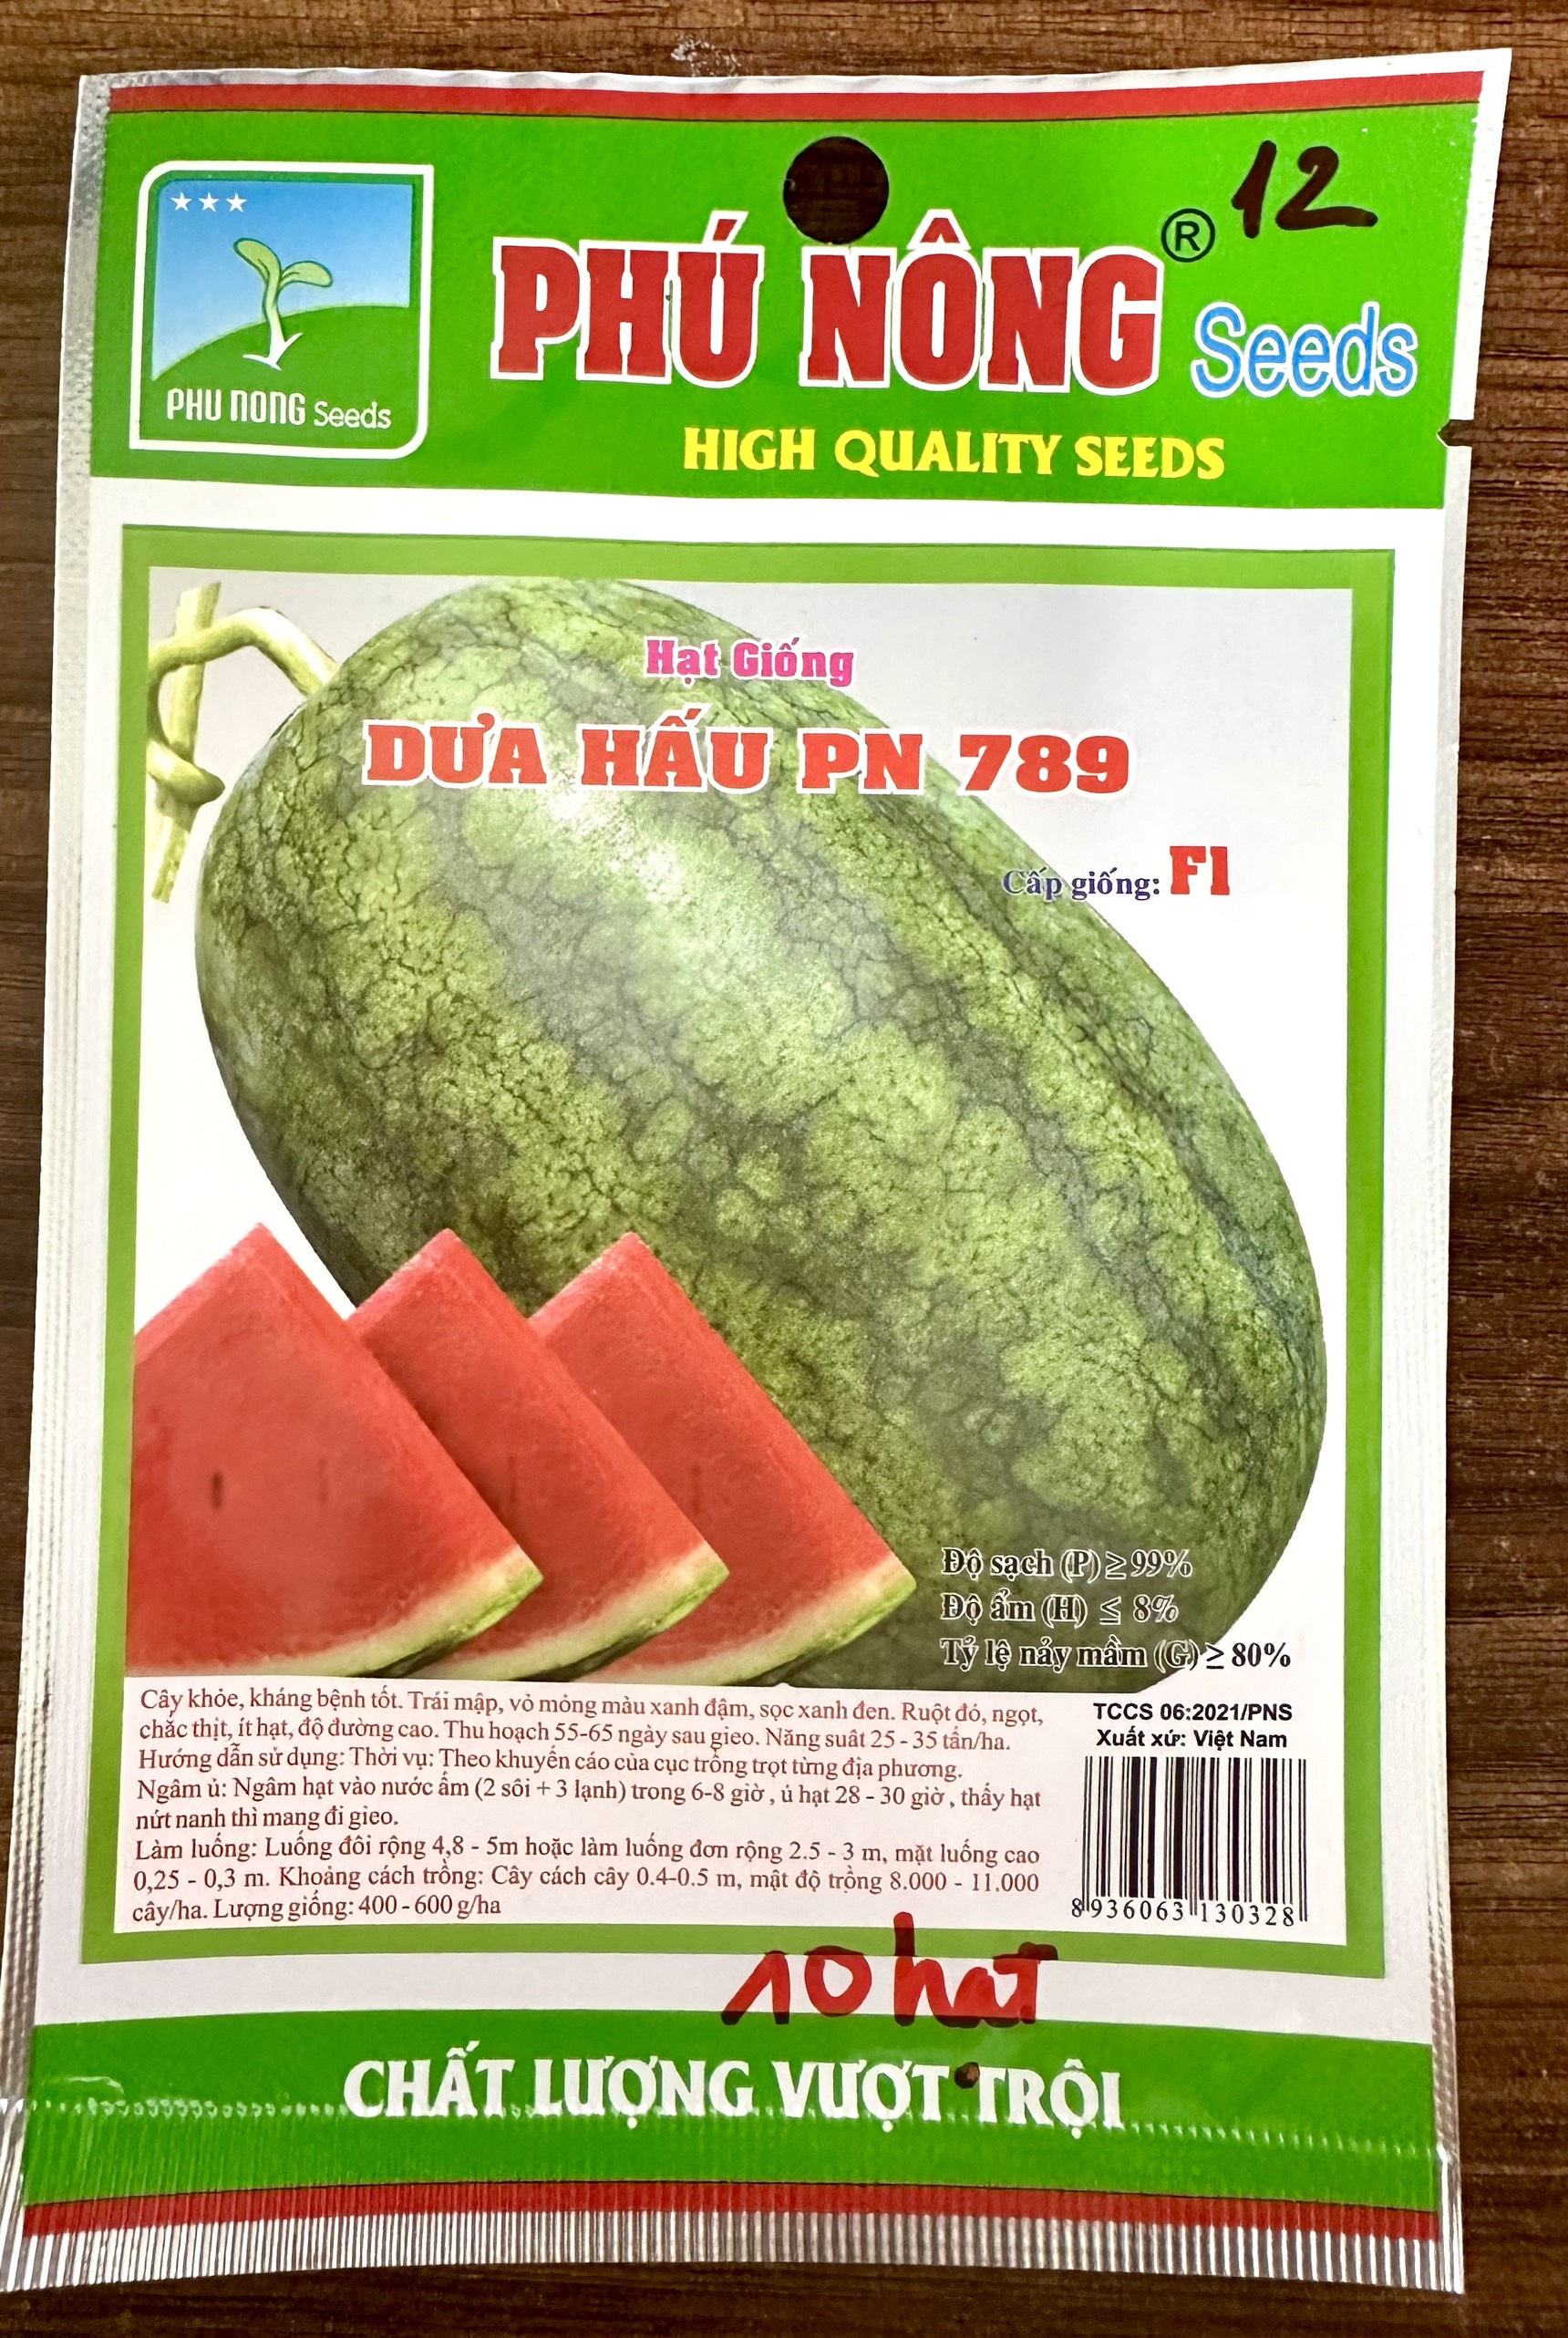 12
PHÚ NÔNG® Seeds
HIGH QUALITY SEEDS
PHU NONG Seeds
Hạt Giống
DƯA HẤU PN 789
Cấp giống: F1
Độ sạch (P) ≥ 99%
Độ ẩm (H) ≤ 8%
Tỷ lệ nảy mầm (G) ≥ 80%
Cây khỏe, kháng bệnh tốt. Trái mập, vỏ mỏng màu xanh đậm, sọc xanh đen. Ruột đỏ, ngọt,
chắc thịt, ít hạt, độ đường cao. Thu hoạch 55-65 ngày sau gieo. Năng suất 25 - 35 tấn/ha.
Hướng dẫn sử dụng: Thời vụ: Theo khuyến cáo của cục trồng trọt từng địa phương.
Ngâm ủ: Ngâm hạt vào nước ấm (2 sôi + 3 lạnh) trong 6-8 giờ , ủ hạt 28 - 30 giờ , thấy hạt
nứt nanh thì mang đi gieo.
Làm luống: Luống đôi rộng 4,8 - 5m hoặc làm luống đơn rộng 2.5 - 3 m, mặt luống cao
0,25 - 0,3 m. Khoảng cách trồng: Cây cách cây 0.4-0.5 m, mật độ trồng 8.000 - 11.000
cây/ha. Lượng giống: 400 - 600 g/ha
TCCS 06:2021/PNS
Xuất xứ: Việt Nam
8 936063 130328
10 hạt
CHẤT LƯỢNG VƯỢT TRỘI